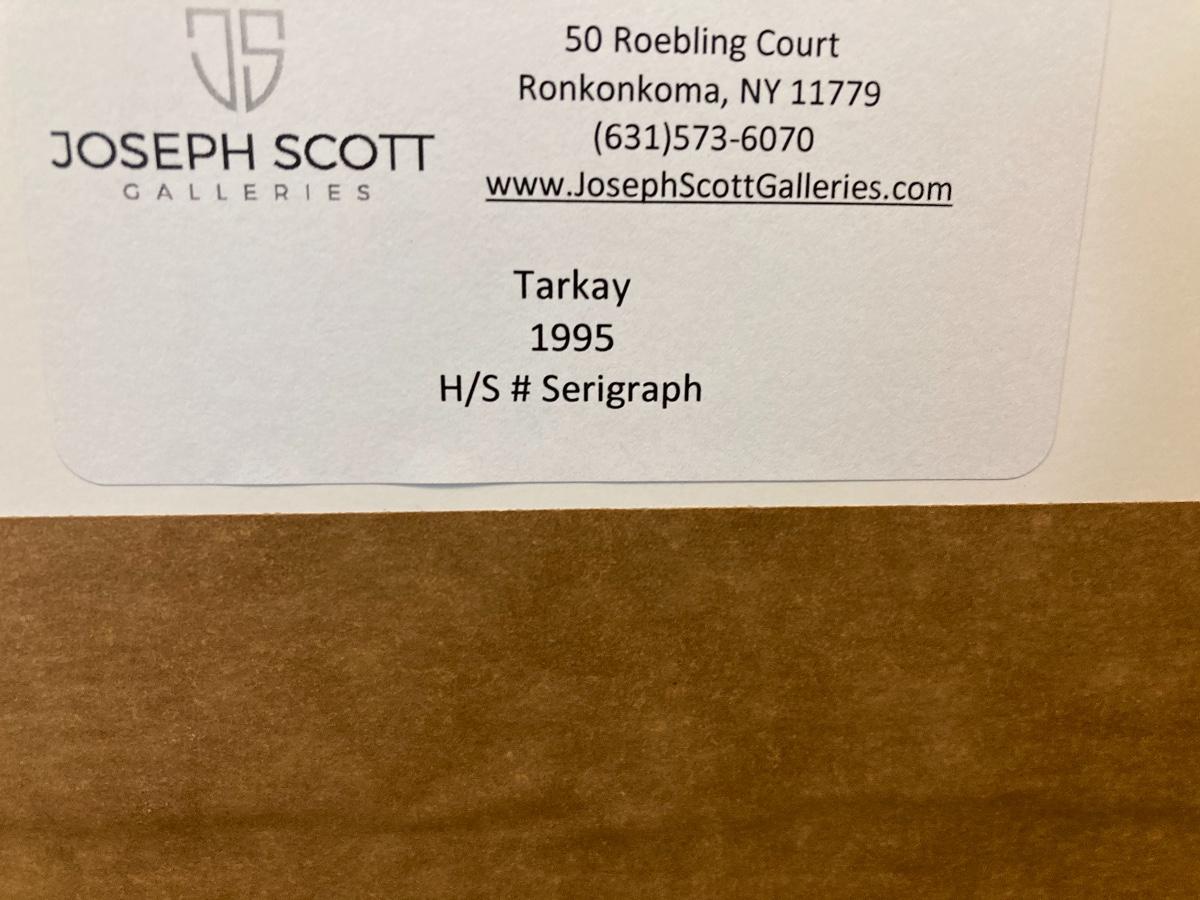 JS
JOSEPH SCOTT
GALLERIES
50 Roebling Court
Ronkonkoma, NY 11779
(631)573-6070
www.JosephScottGalleries.com
Tarkay
1995
H/S # Serigraph